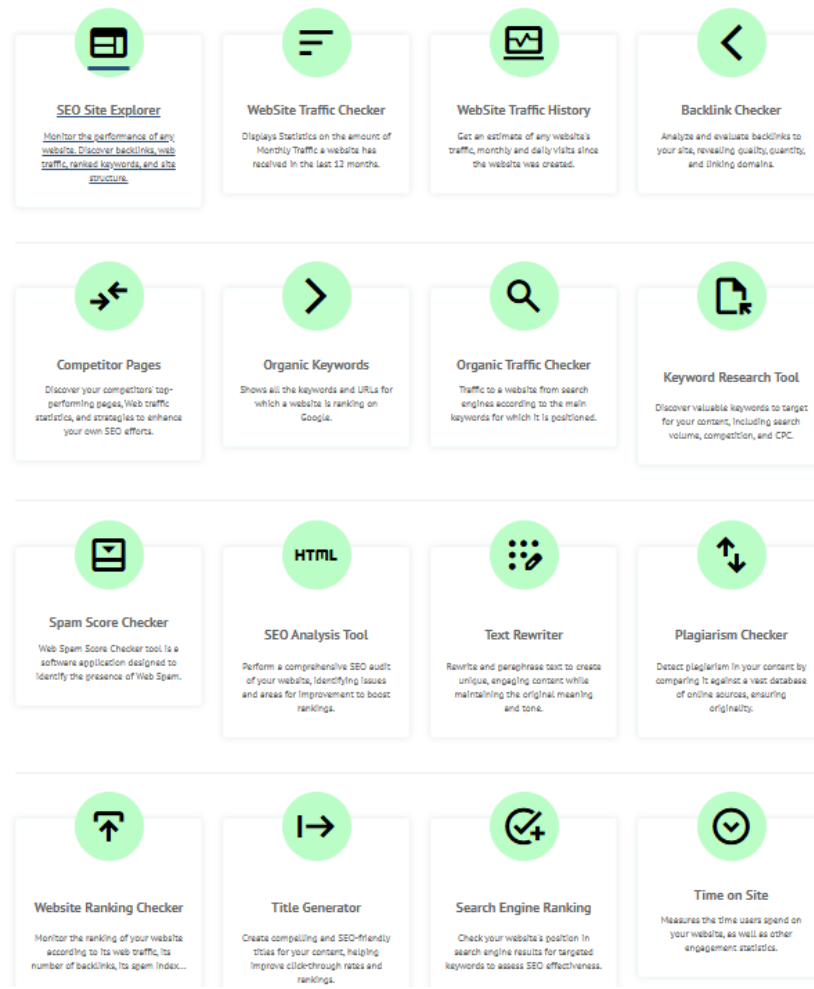 SEO Site Explorer
Monitor the performance of any
website. Discover backlinks, web
traffic, ranked keywords, and site
structure.
WebSite Traffic Checker
Displays Statistics on the amount of
Monthly Traffic a website has
received in the last 12 months.
WebSite Traffic History
Get an estimate of any website's
traffic, monthly and daily visits since
the website was created.
Backlink Checker
Analyze and evaluate backlinks to
your site, revealing quality, quantity,
and linking domains.
Competitor Pages
Discover your competitors' top-
performing pages, Web traffic
statistics, and strategies to enhance
your own SEO efforts.
Organic Keywords
Shows all the keywords and URLs for
which a website is ranking on
Google.
Organic Traffic Checker
Traffic to a website from search
engines according to the main
keywords for which it is positioned.
Keyword Research Tool
Discover valuable keywords to target
for your content, including search
volume, competition, and CPC.
Spam Score Checker
Web Spam Score Checker tool is a
software application designed to
identify the presence of Web Spam.
HTML
SEO Analysis Tool
Perform a comprehensive SEO audit
of your website, identifying issues
and areas for improvement to boost
rankings.
Text Rewriter
Rewrite and paraphrase text to create
unique, engaging content while
maintaining the original meaning
and tone.
Plagiarism Checker
Detect plagiarism in your content by
comparing it against a vast database
of online sources, ensuring
originality.
Website Ranking Checker
Monitor the ranking of your website
according to its web traffic, its
number of backlinks, its spam index...
Title Generator
Create compelling and SEO-friendly
titles for your content, helping
improve click-through rates and
rankings.
Search Engine Ranking
Check your website's position in
search engine results for targeted
keywords to assess SEO effectiveness.
Time on Site
Measures the time users spend on
your website, as well as other
engagement statistics.